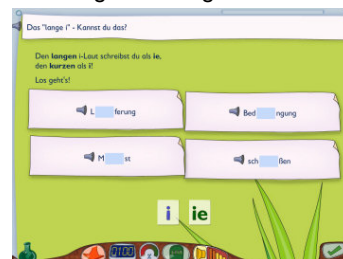 Das "lange i" - Kannst du das?
Den langen i-Laut schreibst du als ie,
den kurzen als i!
Los geht's!
L ferung
Bed ngung
M st
sch ßen
i ie